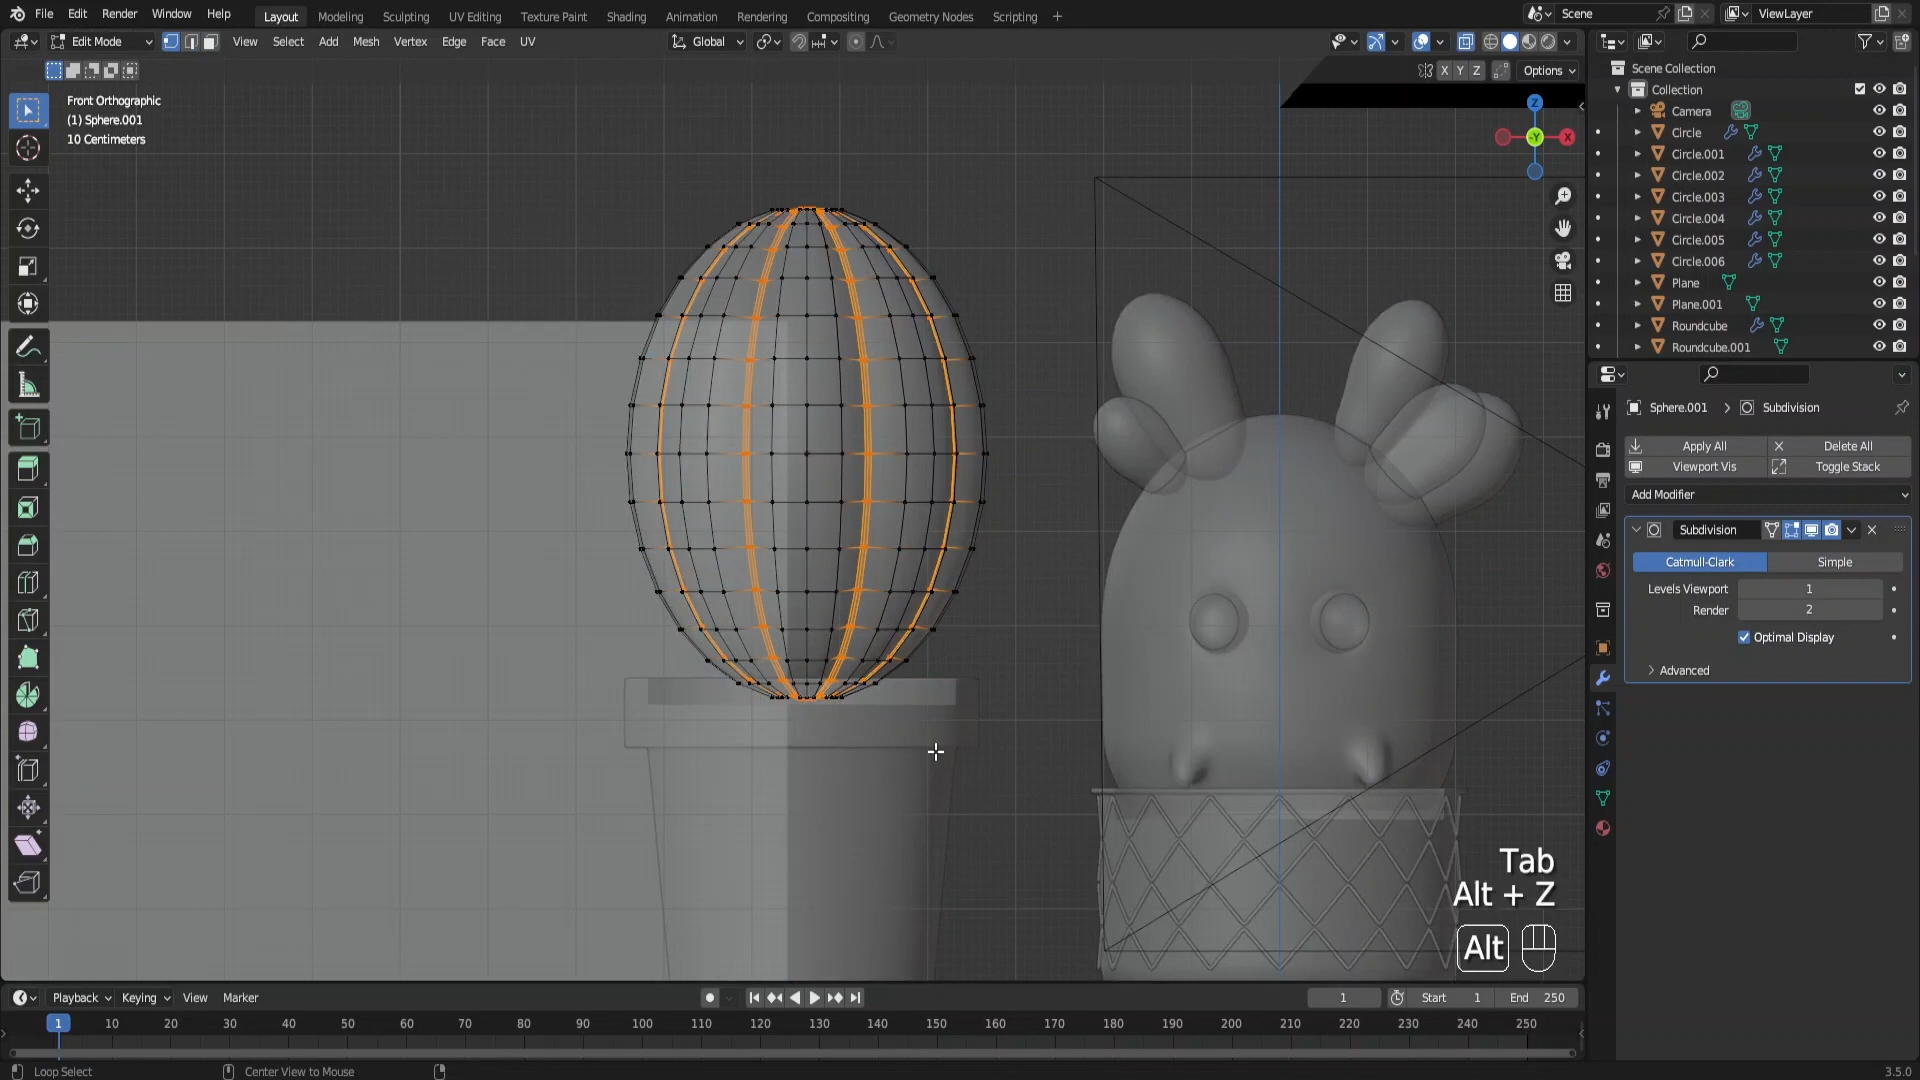 File Edit Render Window Help
Layout Modeling Sculpting UV Editing Texture Paint Shading Animation Rendering Compositing Geometry Nodes Scripting +
Scene
ViewLayer
Edit Mode View Select Add Mesh Vertex Edge Face UV
Global
X Y Z Options
Front Orthographic
(1) Sphere.001
10 Centimeters
Z
-Y
X
Scene Collection
Collection
Camera
Circle
Circle.001
Circle.002
Circle.003
Circle.004
Circle.005
Circle.006
Plane
Plane.001
Roundcube
Roundcube.001
Sphere.001 > Subdivision
Apply All Delete All
Viewport Vis Toggle Stack
Add Modifier
Subdivision
Catmull-Clark Simple
Levels Viewport 1
Render 2
Optimal Display
Advanced
Tab
Alt + Z
Alt
Playback Keying View Marker
1 Start 1 End 250
1 10 20 30 40 50 60 70 80 90 100 110 120 130 140 150 160 170 180 190 200 210 220 230 240 250
Loop Select Center View to Mouse
3.5.0